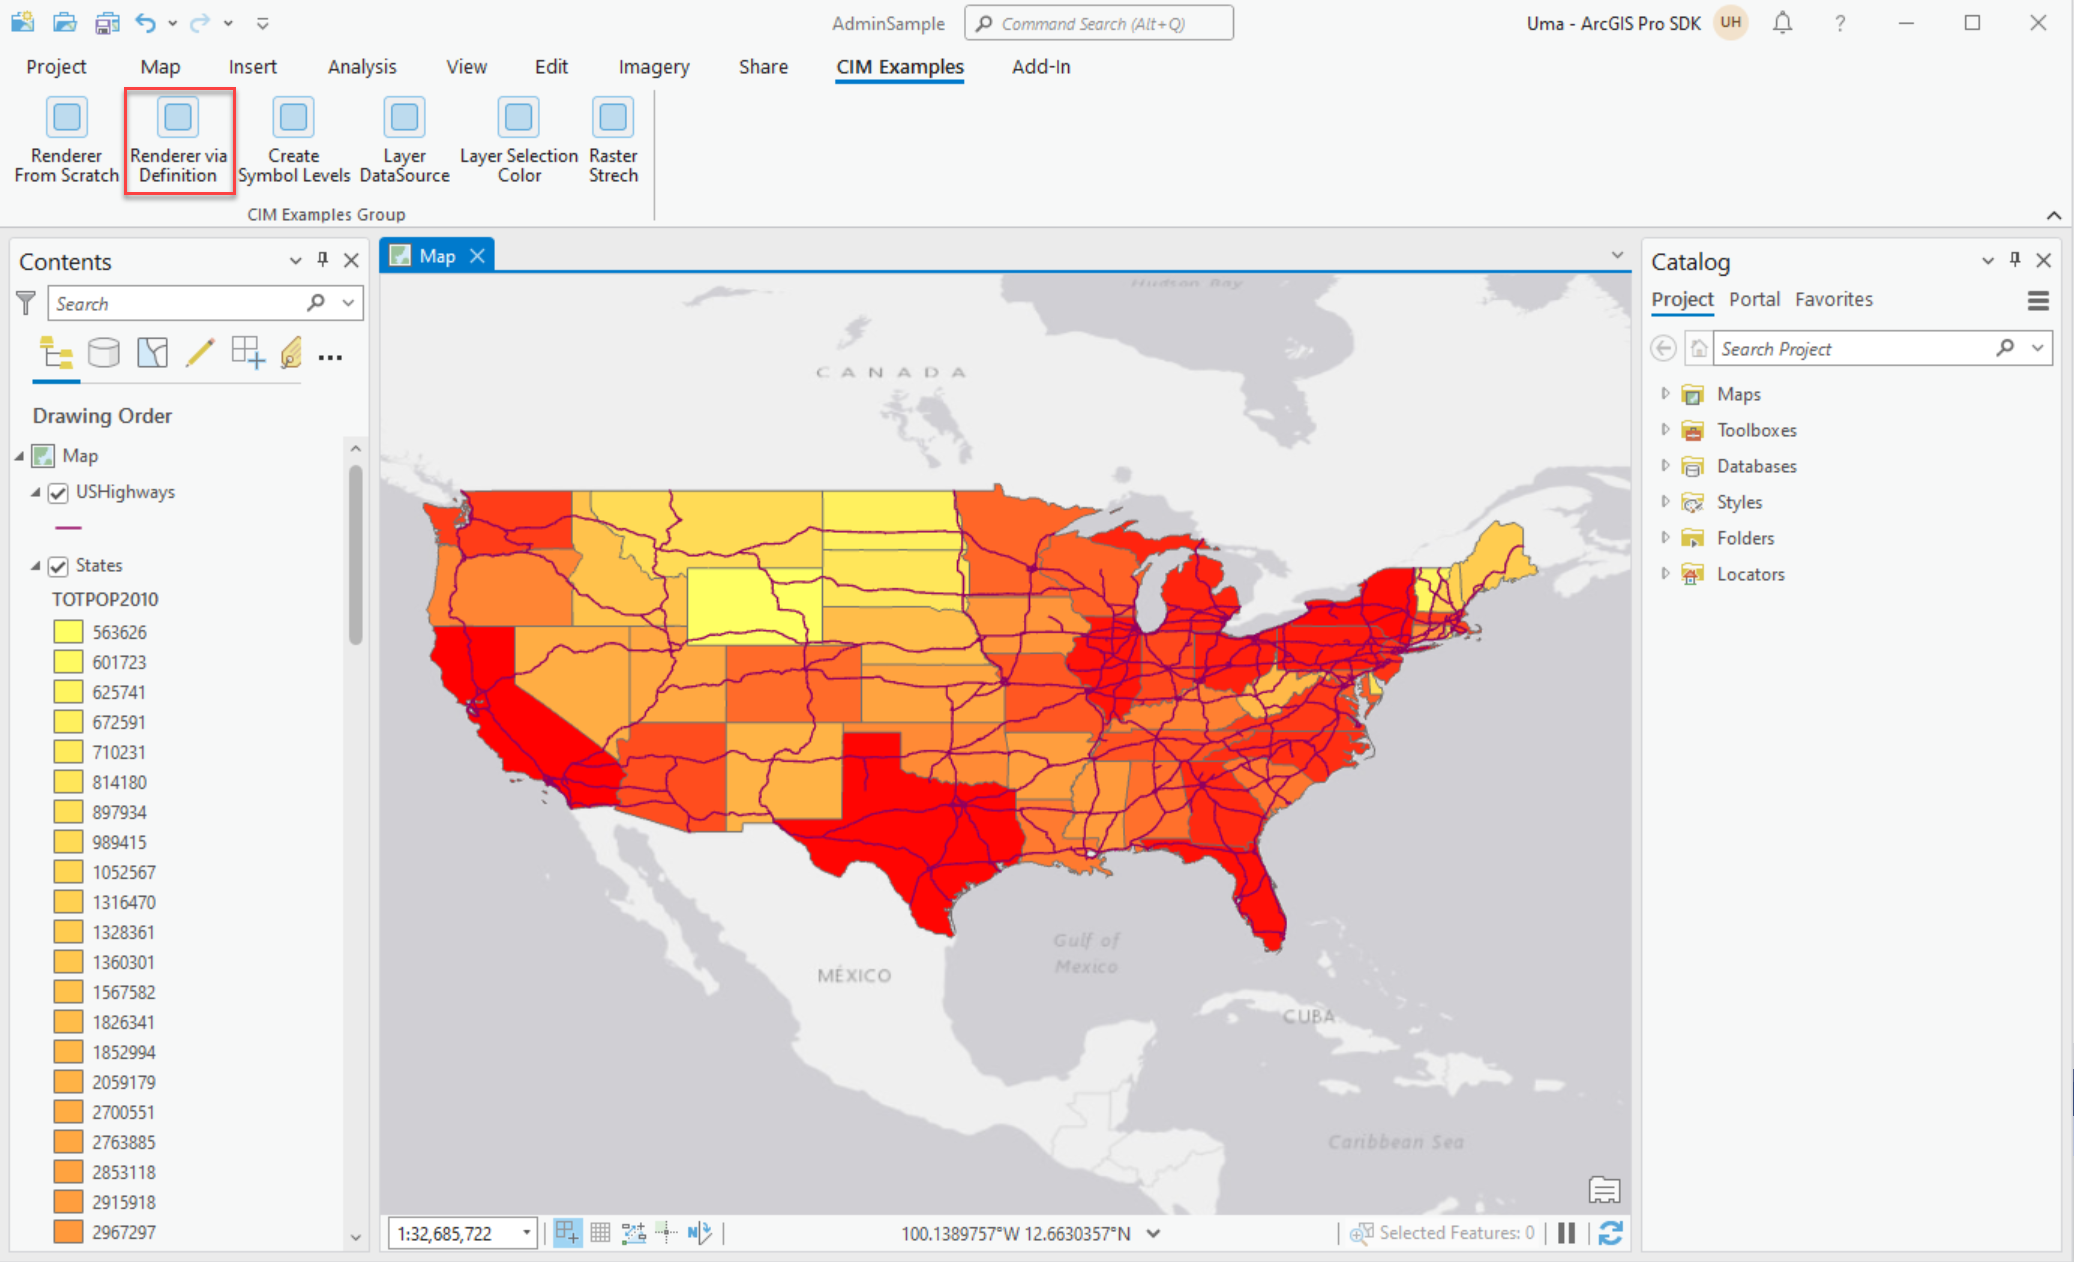 AdminSample
Command Search (Alt+Q)
Uma - ArcGIS Pro SDK
UH
?
Project
Map
Insert
Analysis
View
Edit
Imagery
Share
CIM Examples
Add-In
Renderer
From Scratch
Renderer via
Definition
Create
Symbol Levels
Layer
DataSource
Layer Selection
Color
Raster
Strech
CIM Examples Group
Contents
Search
Drawing Order
Map
USHighways
States
TOTPOP2010
563626
601723
625741
672591
710231
814180
897934
989415
1052567
1316470
1328361
1360301
1567582
1826341
1852994
2059179
2700551
2763885
2853118
2915918
2967297
Map
Hudson Bay
CANADA
MÉXICO
Gulf of
Mexico
CUBA
Caribbean Sea
1:32,685,722
N
100.1389757°W 12.6630357°N
Selected Features: 0
Catalog
Project
Portal
Favorites
Search Project
Maps
Toolboxes
Databases
Styles
Folders
Locators